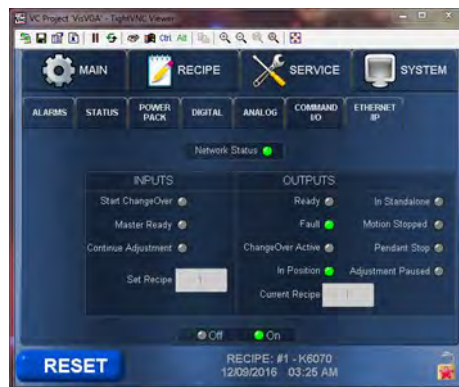 VC Project 'VisVGA' - TightVNC Viewer
Ctrl Alt
MAIN RECIPE SERVICE SYSTEM
ALARMS STATUS POWER PACK DIGITAL ANALOG COMMAND I/O ETHERNET IP
Network Status
INPUTS OUTPUTS
Start ChangeOver Ready In Standalone
Master Ready Fault Motion Stopped
Continue Adjustment ChangeOver Active Pendant Stop
Set Recipe 1 In Position Adjustment Paused
Current Recipe
Off On
RESET
RECIPE: #1 - K6070
12/09/2016 03:25 AM